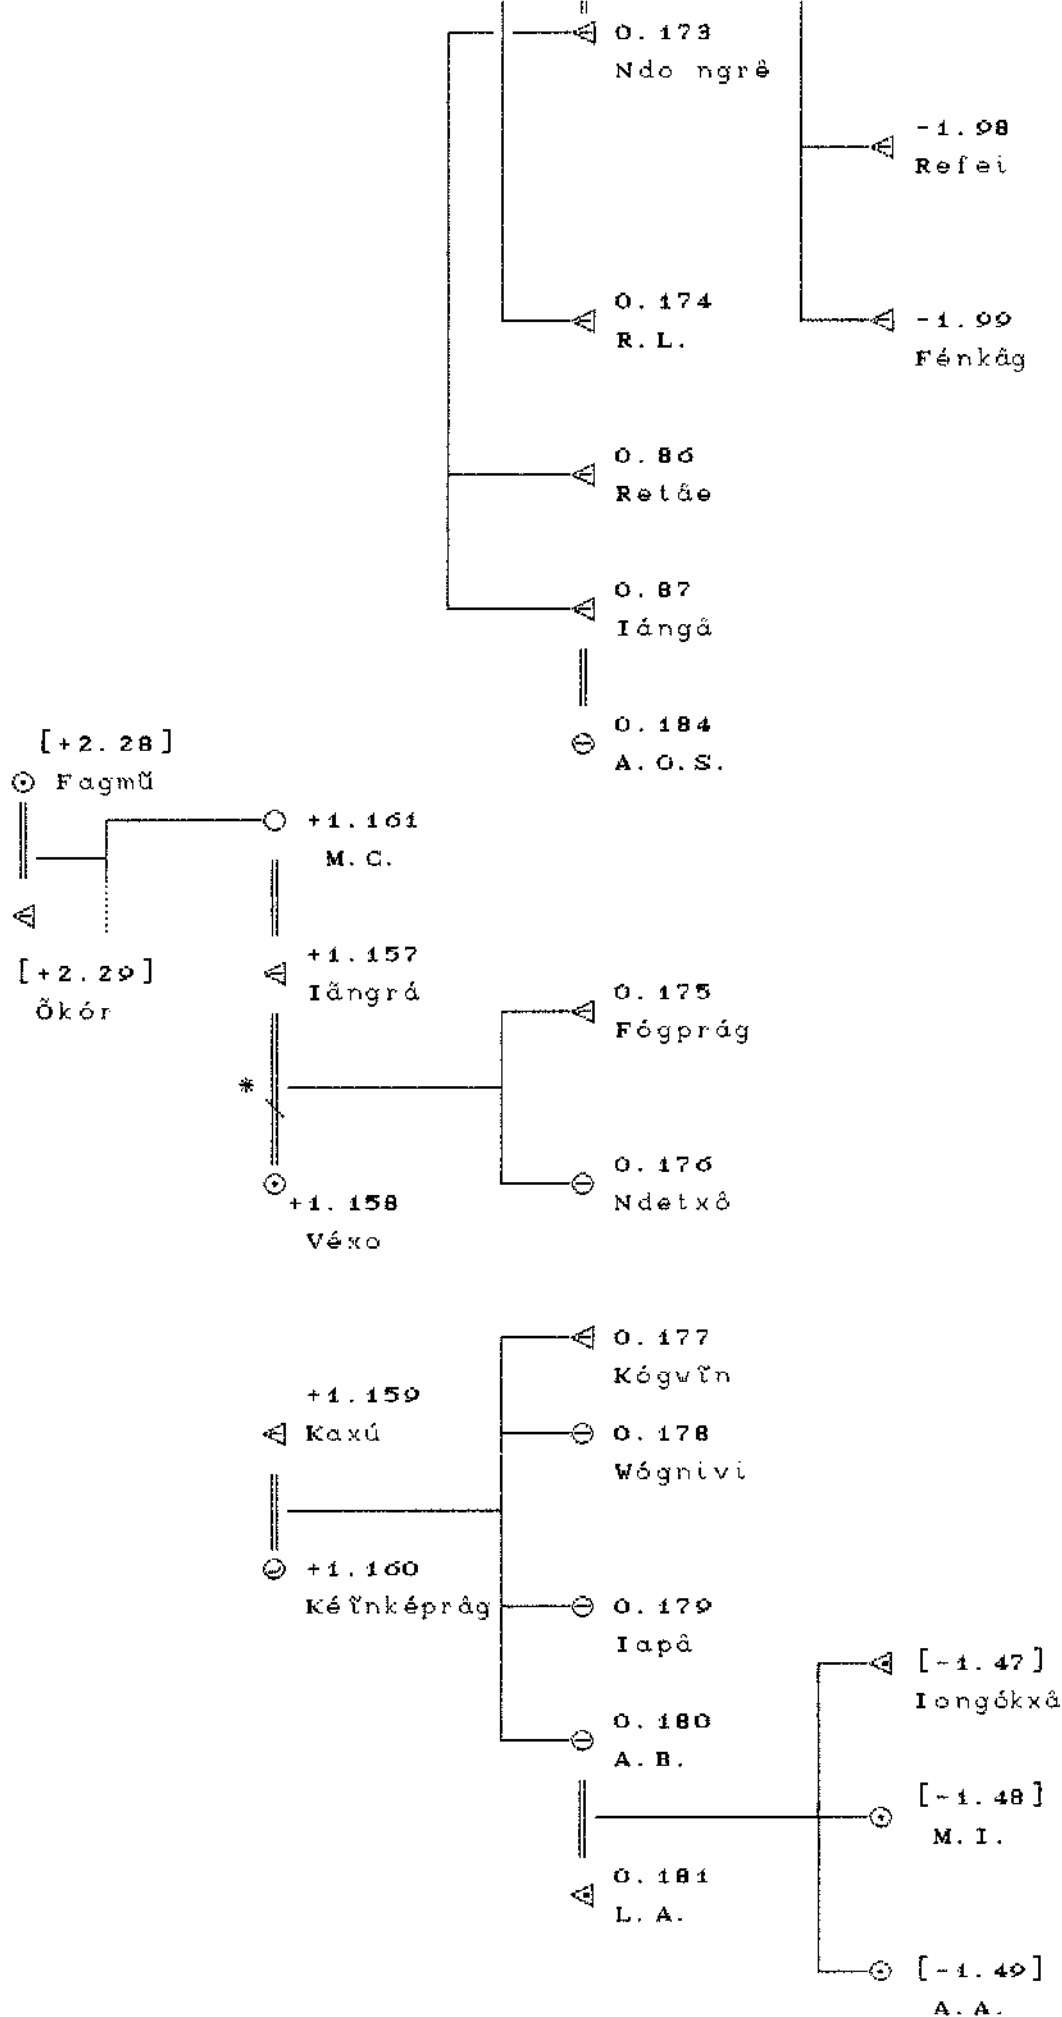 0.173
Ndo ngrê
-1.98
Refei
0.174
R.L.
-1.99
Fénkâg
0.86
Retâe
0.87
Iángâ
0.184
A.O.S.
[+2.28]
Fagmũ
+1.161
M.C.
+1.157
Iãngrá
[+2.29]
Õkór
0.175
Fógprág
*
0.176
Ndetxô
+1.158
Véxo
0.177
Kógwĩn
+1.159
Kaxú
0.178
Wógnivi
+1.160
Kéĩnképrâg
0.179
Iapâ
[-1.47]
Iongókxâ
0.180
A.B.
[-1.48]
M.I.
0.181
L.A.
[-1.49]
A.A.